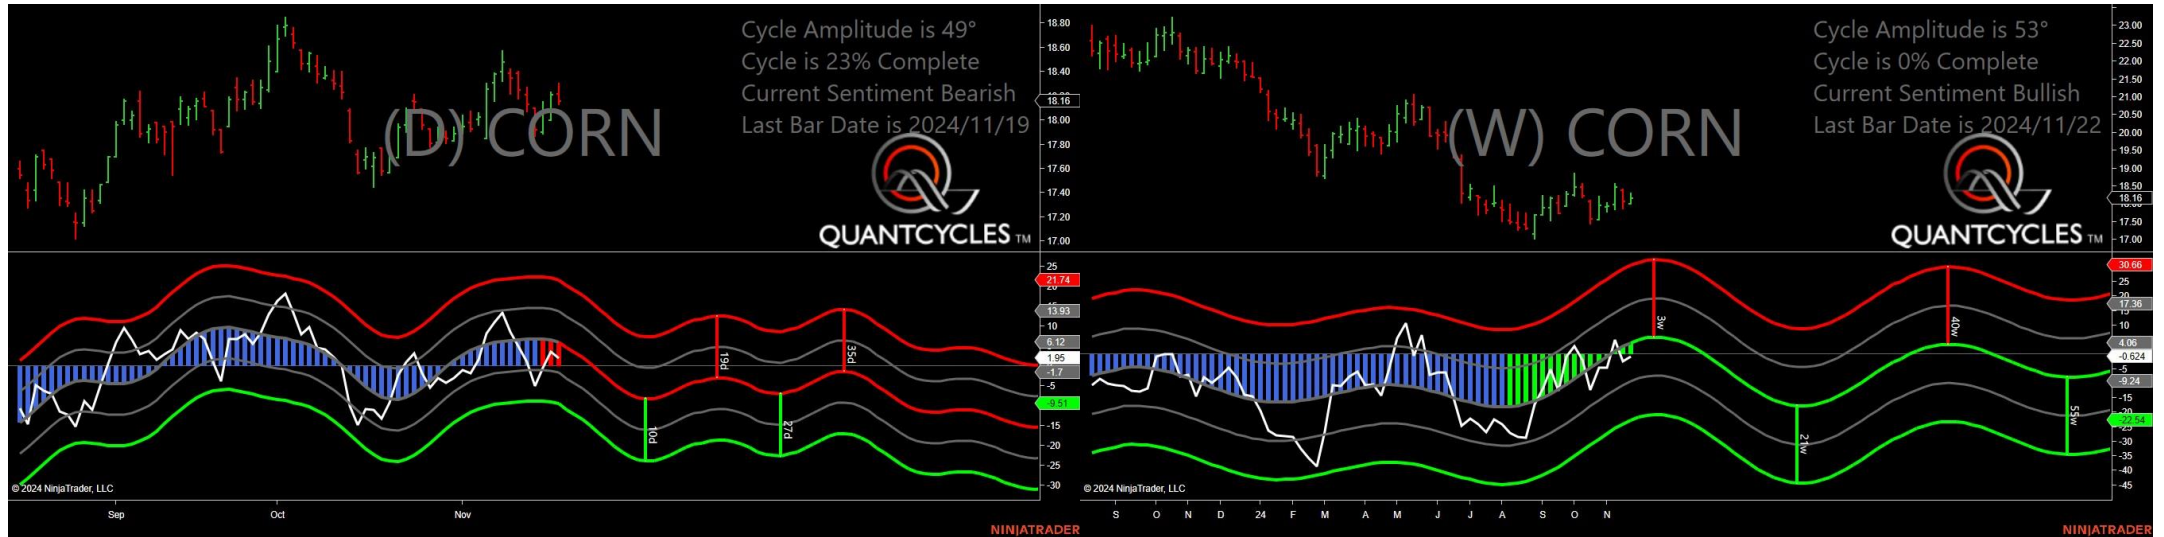 Cycle Amplitude is 49°
Cycle is 23% Complete
Current Sentiment Bearish
Last Bar Date is 2024/11/19
(D) CORN
QUANTCYCLES TM
18.80
18.60
18.40
18.16
18.00
17.80
17.60
17.40
17.20
17.00
25
21.74
13.93
10
6.12
1.95
-1.7
-5
-9.51
-15
-20
-25
-30
19d
35d
10d
27d
© 2024 NinjaTrader, LLC
Sep
Oct
Nov
NINJATRADER
Cycle Amplitude is 53°
Cycle is 0% Complete
Current Sentiment Bullish
Last Bar Date is 2024/11/22
(W) CORN
QUANTCYCLES TM
23.00
22.50
22.00
21.50
21.00
20.50
20.00
19.50
19.00
18.50
18.16
17.50
17.00
30.66
25
17.36
10
4.06
-0.624
-5
-9.24
-15
-22.54
-30
-35
-40
-45
3w
40w
21w
55w
© 2024 NinjaTrader, LLC
S
O
N
D
24
F
M
A
M
J
J
A
S
O
N
NINJATRADER